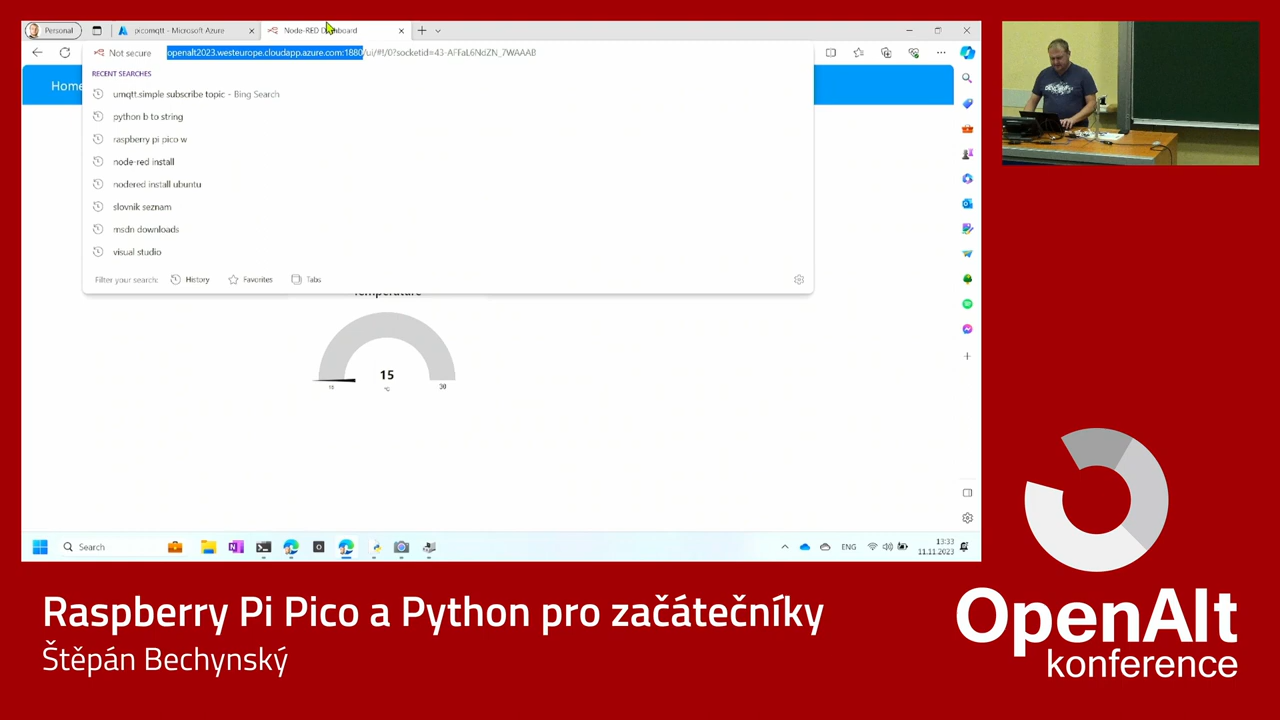 Personal
picomqtt - Microsoft Azure
Node-RED Dashboard
Not secure
openalt2023.westeurope.cloudapp.azure.com:1880/ui/#!/0?socketid=43-AFFaL6NdZN_7WAAAB
Home
RECENT SEARCHES
umqtt.simple subscribe topic - Bing Search
python b to string
raspberry pi pico w
node-red install
nodered install ubuntu
slovnik seznam
msdn downloads
visual studio
Filter your search:
History
Favorites
Tabs
Temperature
15
°C
30
Search
ENG
13:33
11.11.2023
Raspberry Pi Pico a Python pro začátečníky
Štěpán Bechynský
OpenAlt
konference